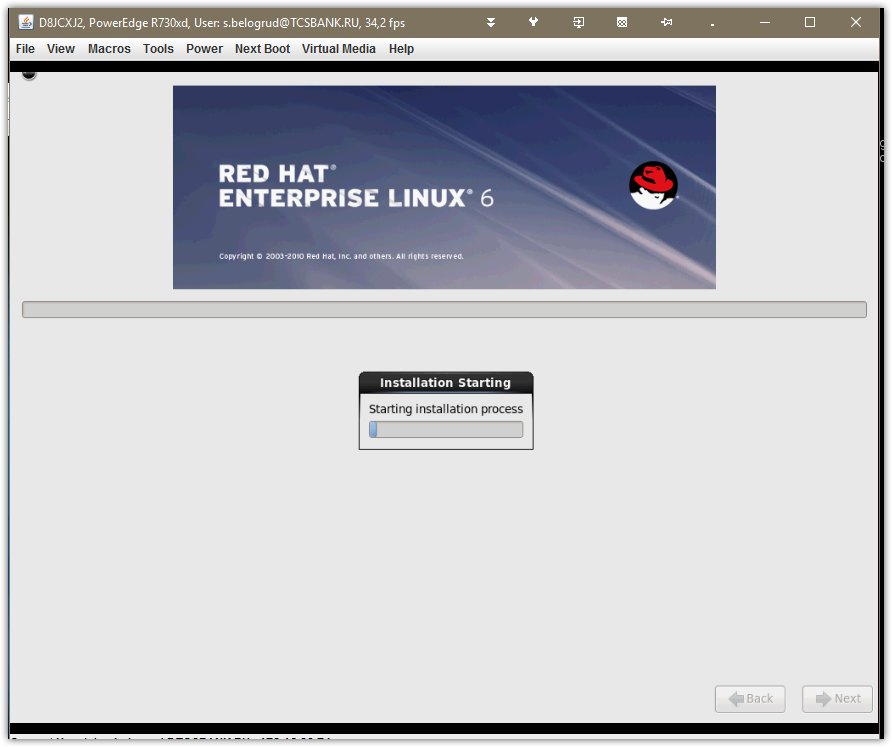 D8JCXJ2, PowerEdge R730xd, User: s.belogrud@TCSBANK.RU, 34,2 fps
File View Macros Tools Power Next Boot Virtual Media Help
RED HAT®
ENTERPRISE LINUX® 6
Copyright © 2003-2010 Red Hat, Inc. and others. All rights reserved.
Installation Starting
Starting installation process
Back Next